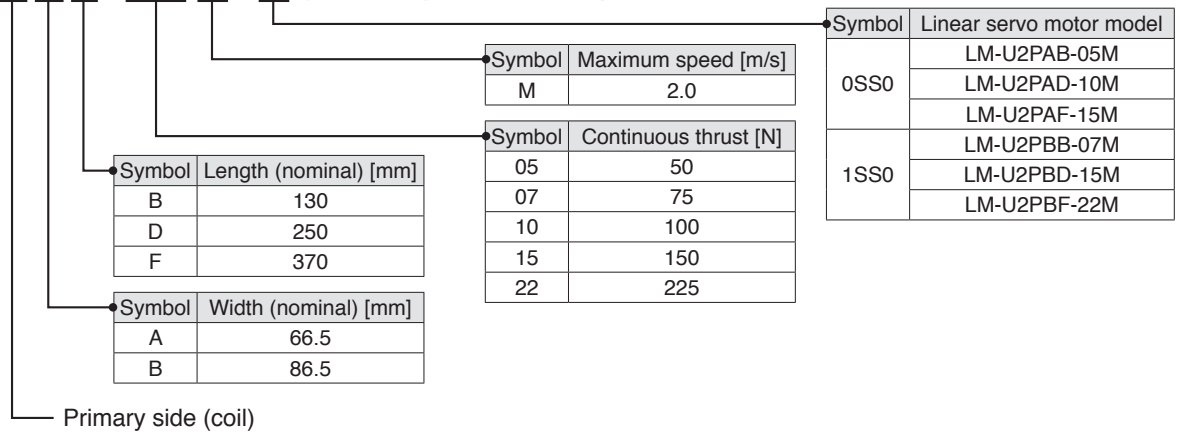 Symbol Linear servo motor model
0SS0 LM-U2PAB-05M
LM-U2PAD-10M
LM-U2PAF-15M
1SS0 LM-U2PBB-07M
LM-U2PBD-15M
LM-U2PBF-22M
Symbol Maximum speed [m/s]
M 2.0
Symbol Continuous thrust [N]
05 50
07 75
10 100
15 150
22 225
Symbol Length (nominal) [mm]
B 130
D 250
F 370
Symbol Width (nominal) [mm]
A 66.5
B 86.5
Primary side (coil)